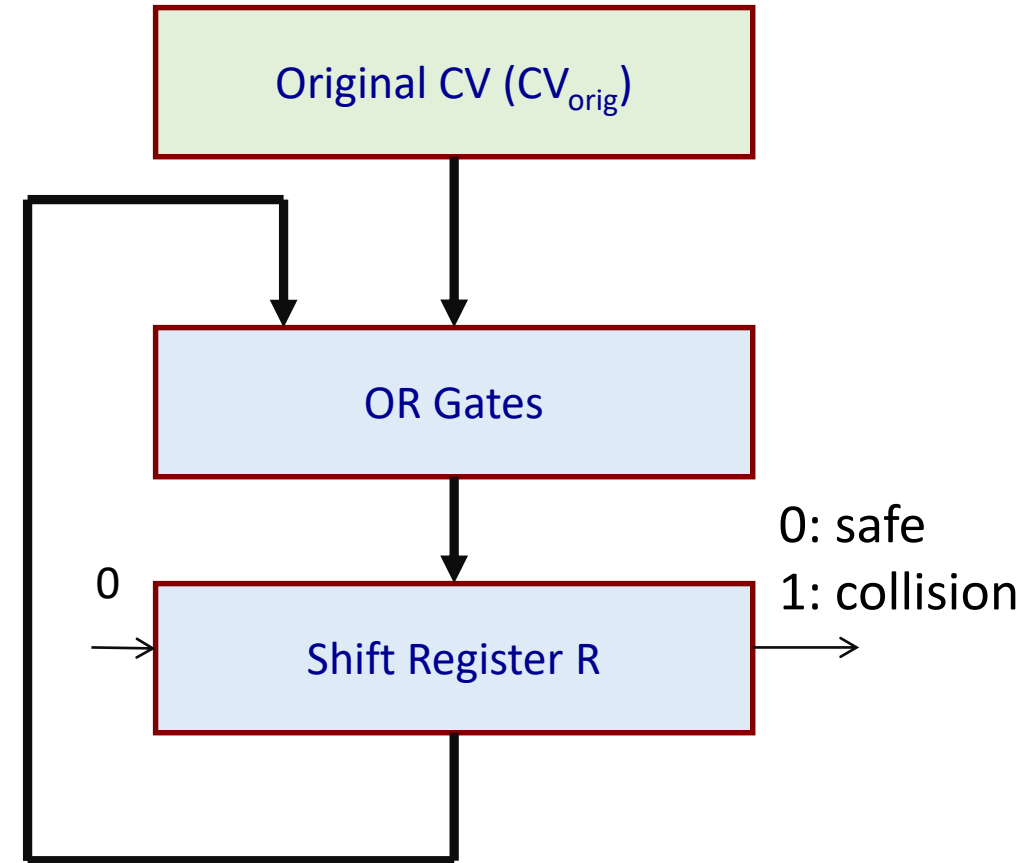 Original CV (CVorig)
OR Gates
0: safe
1: collision
0
Shift Register R